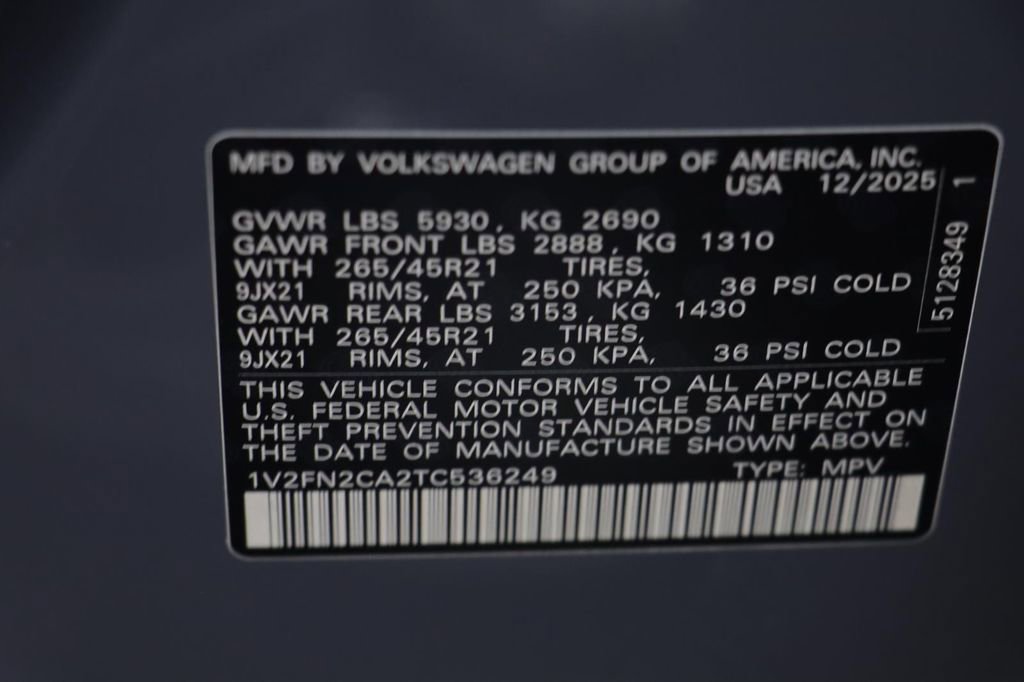 MFD BY VOLKSWAGEN GROUP OF AMERICA, INC.
USA 12/2025
GVWR LBS 5930, KG 2690
GAWR FRONT LBS 2888, KG 1310
WITH 265/45R21 TIRES,
9JX21 RIMS, AT 250 KPA, 36 PSI COLD
GAWR REAR LBS 3153, KG 1430
WITH 265/45R21 TIRES,
9JX21 RIMS, AT 250 KPA, 36 PSI COLD
5128349 1
THIS VEHICLE CONFORMS TO ALL APPLICABLE
U.S. FEDERAL MOTOR VEHICLE SAFETY AND
THEFT PREVENTION STANDARDS IN EFFECT ON
THE DATE OF MANUFACTURE SHOWN ABOVE.
1V2FN2CA2TC536249 TYPE: MPV